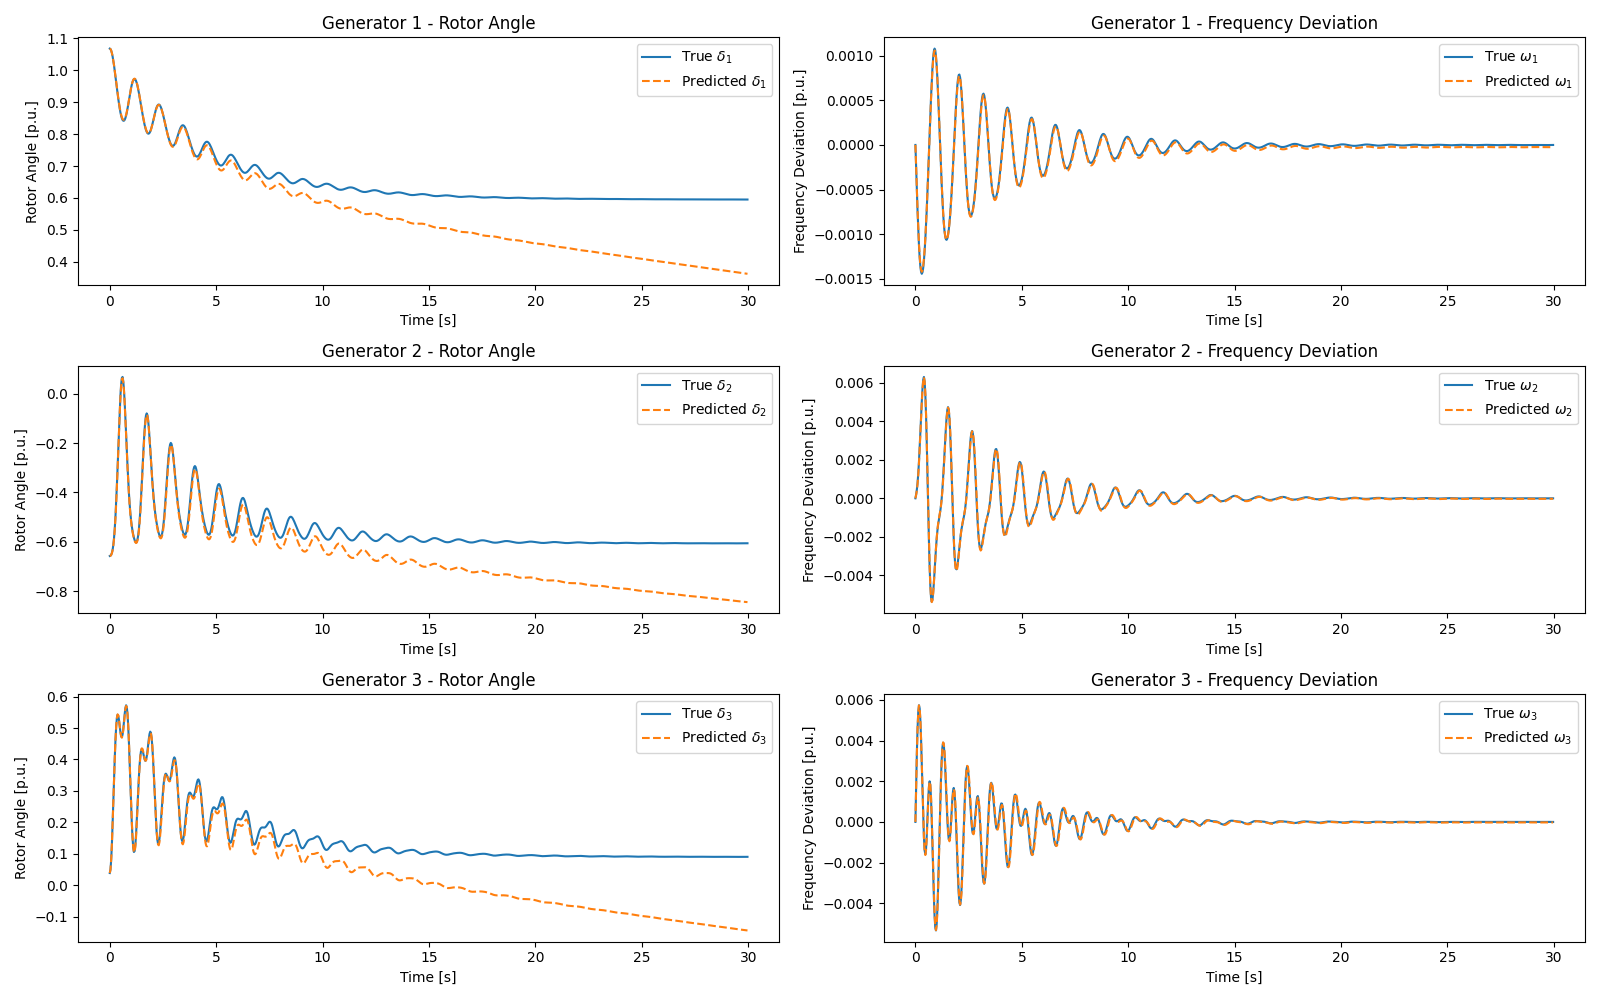 Generator 1 - Rotor Angle
Rotor Angle [p.u.]
1.1
1.0
0.9
0.8
0.7
0.6
0.5
0.4
True δ₁
Predicted δ₁
0 5 10 15 20 25 30
Time [s]
Generator 1 - Frequency Deviation
Frequency Deviation [p.u.]
0.0010
0.0005
0.0000
−0.0005
−0.0010
−0.0015
True ω₁
Predicted ω₁
0 5 10 15 20 25 30
Time [s]
Generator 2 - Rotor Angle
Rotor Angle [p.u.]
0.0
−0.2
−0.4
−0.6
−0.8
True δ₂
Predicted δ₂
0 5 10 15 20 25 30
Time [s]
Generator 2 - Frequency Deviation
Frequency Deviation [p.u.]
0.006
0.004
0.002
0.000
−0.002
−0.004
True ω₂
Predicted ω₂
0 5 10 15 20 25 30
Time [s]
Generator 3 - Rotor Angle
Rotor Angle [p.u.]
0.6
0.5
0.4
0.3
0.2
0.1
0.0
−0.1
True δ₃
Predicted δ₃
0 5 10 15 20 25 30
Time [s]
Generator 3 - Frequency Deviation
Frequency Deviation [p.u.]
0.006
0.004
0.002
0.000
−0.002
−0.004
True ω₃
Predicted ω₃
0 5 10 15 20 25 30
Time [s]